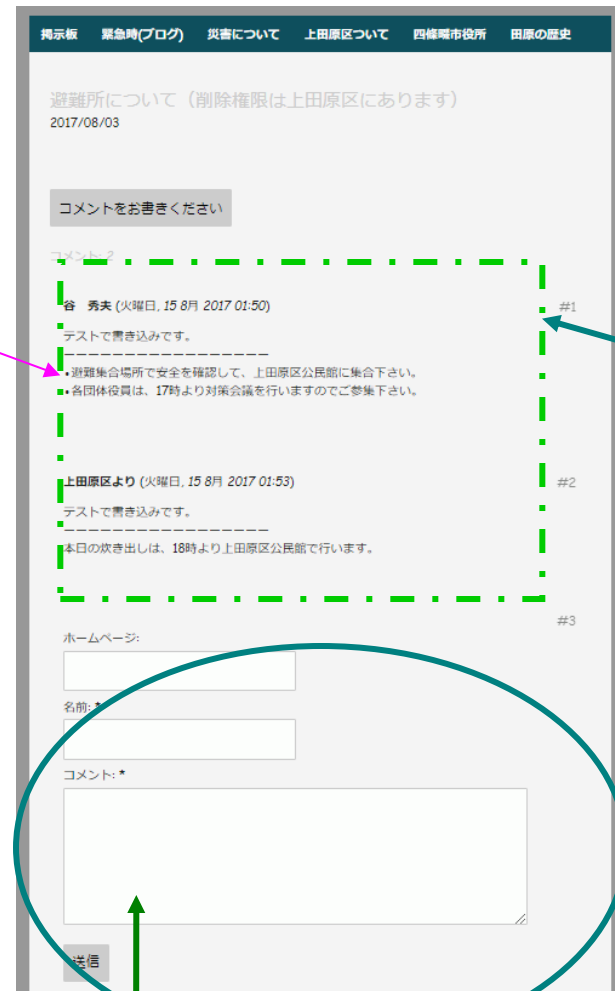 掲示板 緊急時(ブログ) 災害について 上田原区ついて 四條畷市役所 田原の歴史
避難所について（削除権限は上田原区にあります）
2017/08/03
コメントをお書きください
コメント: 2
谷　秀夫 (火曜日, 15 8月 2017 01:50) #1
テストで書き込みです。
ーーーーーーーーーーーーーーーーー
・避難集合場所で安全を確認して、上田原区公民館に集合下さい。
・各団体役員は、17時より対策会議を行いますのでご参集下さい。
上田原区より (火曜日, 15 8月 2017 01:53) #2
テストで書き込みです。
ーーーーーーーーーーーーーーーーー
本日の炊き出しは、18時より上田原区公民館で行います。
#3
ホームページ:
名前: *
コメント: *
送信